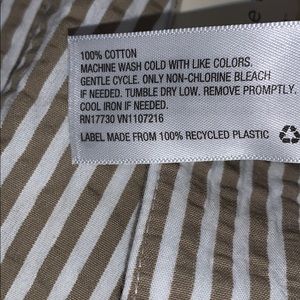 100% COTTON
MACHINE WASH COLD WITH LIKE COLORS.
GENTLE CYCLE. ONLY NON-CHLORINE BLEACH
IF NEEDED. TUMBLE DRY LOW. REMOVE PROMPTLY.
COOL IRON IF NEEDED.
RN17730 VN1107216
LABEL MADE FROM 100% RECYCLED PLASTIC